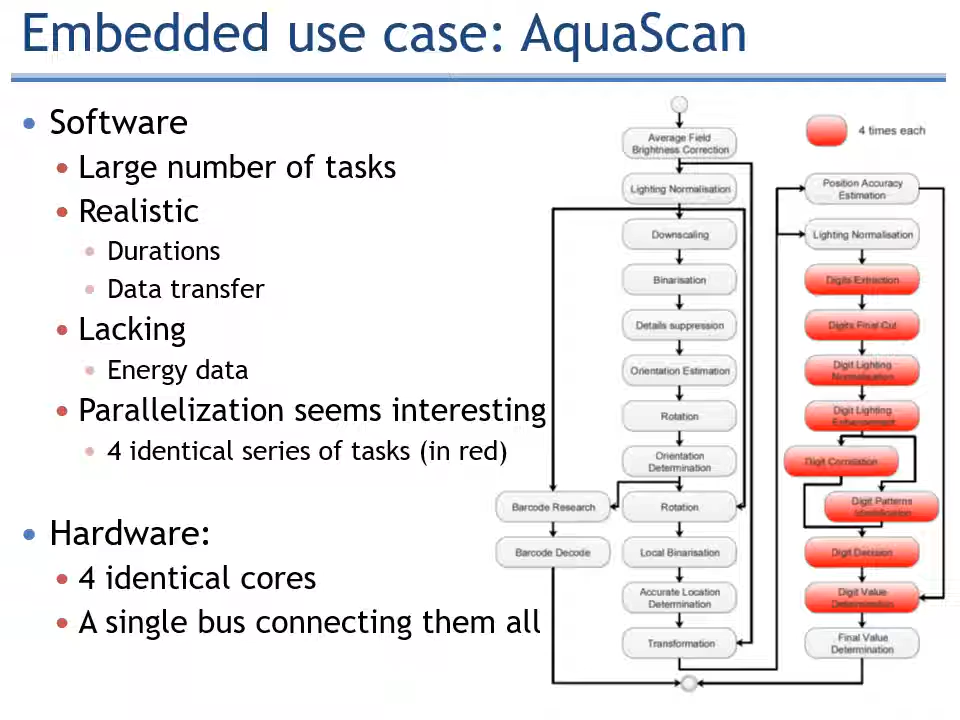 Embedded use case: AquaScan
Software
Large number of tasks
Realistic
Durations
Data transfer
Lacking
Energy data
Parallelization seems interesting
4 identical series of tasks (in red)
Hardware:
4 identical cores
A single bus connecting them all
Average Field
Brightness Correction
Lighting Normalisation
Downscaling
Binarisation
Details suppression
Orientation Estimation
Rotation
Orientation
Determination
Barcode Research
Barcode Decode
Rotation
Local Binarisation
Accurate Location
Determination
Transformation
4 times each
Position Accuracy
Estimation
Lighting Normalisation
Digits Extraction
Digits Final Cut
Digit Lighting
Normalisation
Digit Lighting
Enhancement
Digit Correlation
Digit Patterns
Identification
Digit Decision
Digit Value
Determination
Final Value
Determination